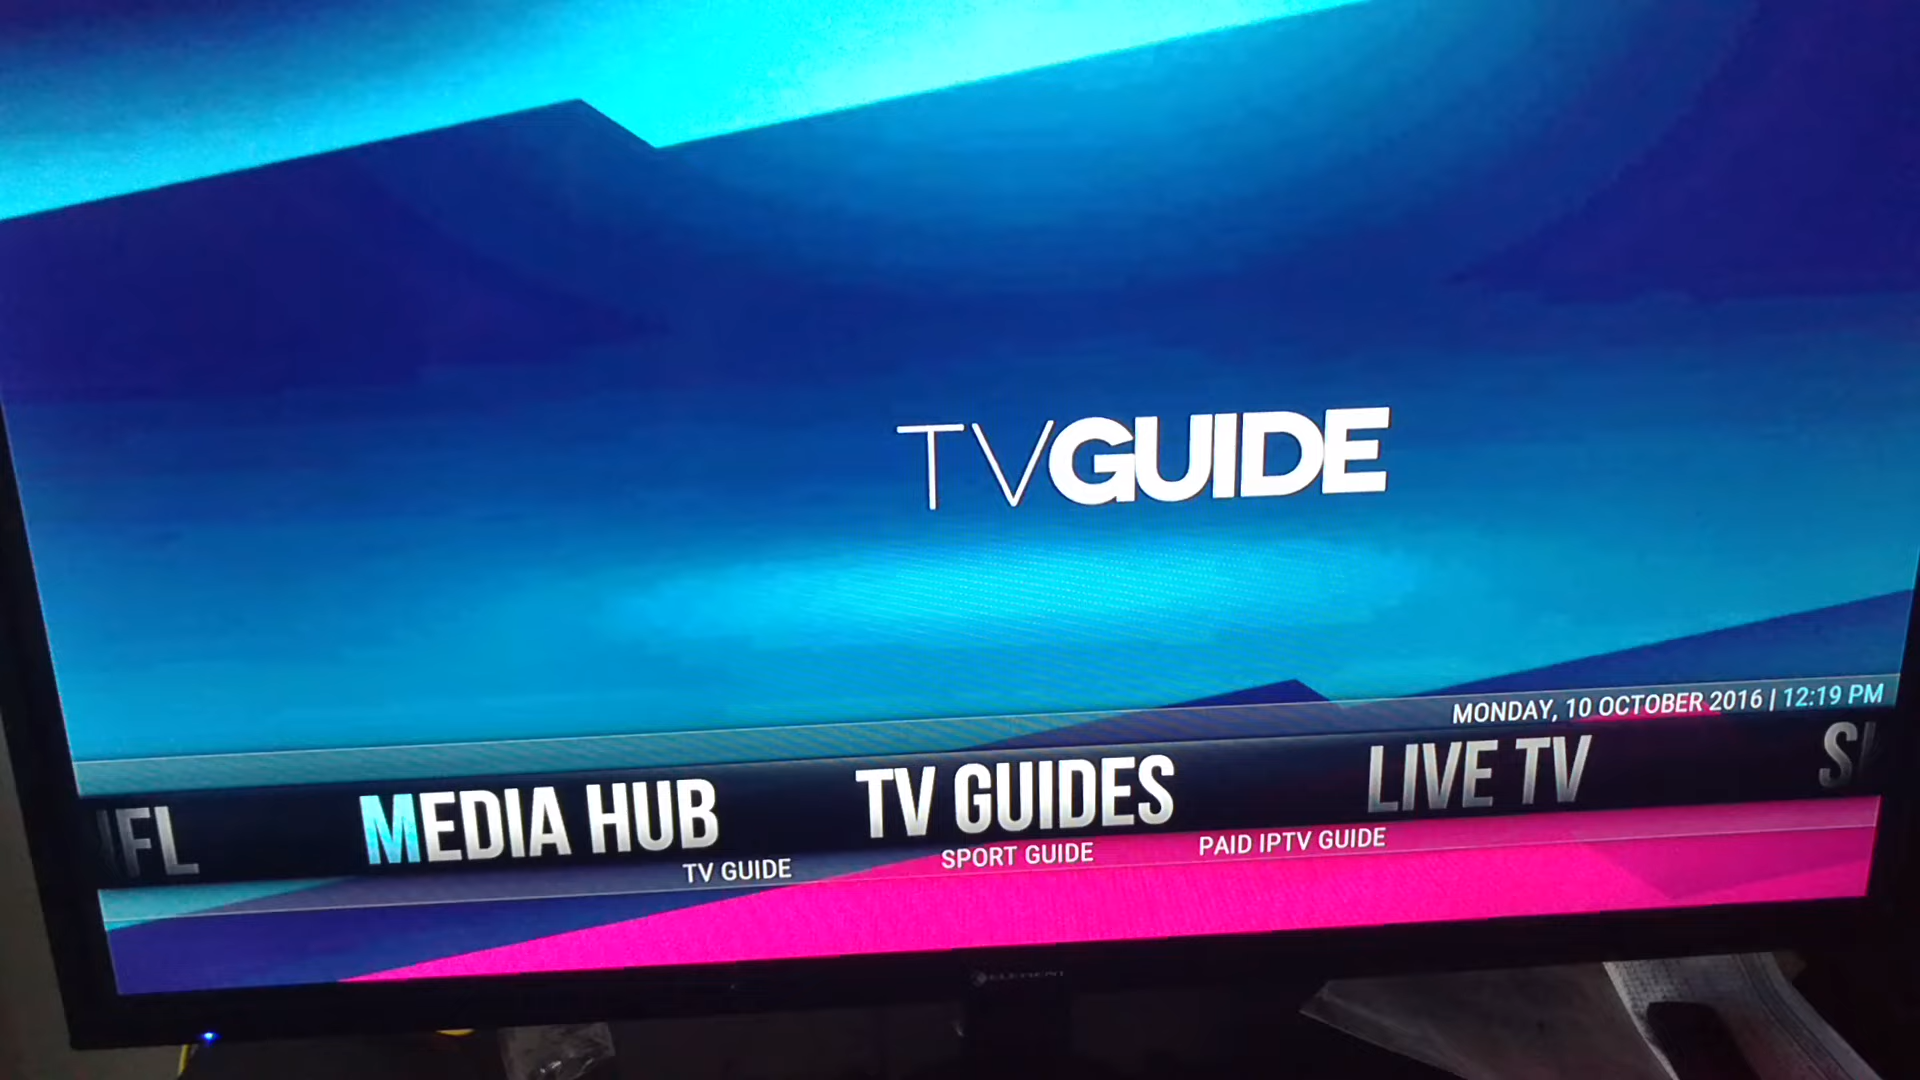 TVGUIDE
MONDAY, 10 OCTOBER 2016 | 12:19 PM
MEDIA HUB TV GUIDES LIVE TV
TV GUIDE SPORT GUIDE PAID IPTV GUIDE
ELEMENT